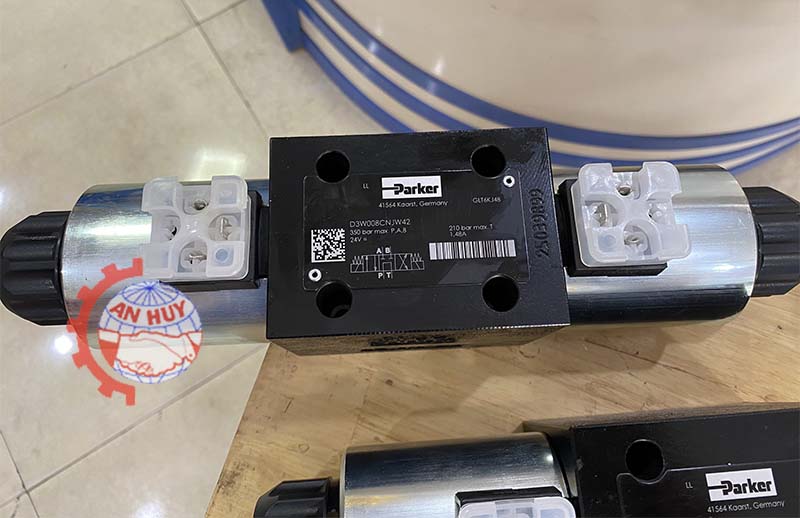 LL
Parker
41564 Kaarst, Germany
GLT6KJ48
D3W008CNJW42
350 bar max P,A,B
24V =
210 bar max. T
1,48A
A B
P T
25039899
AN HUY
LL
Parker
41564 Kaarst, Germany